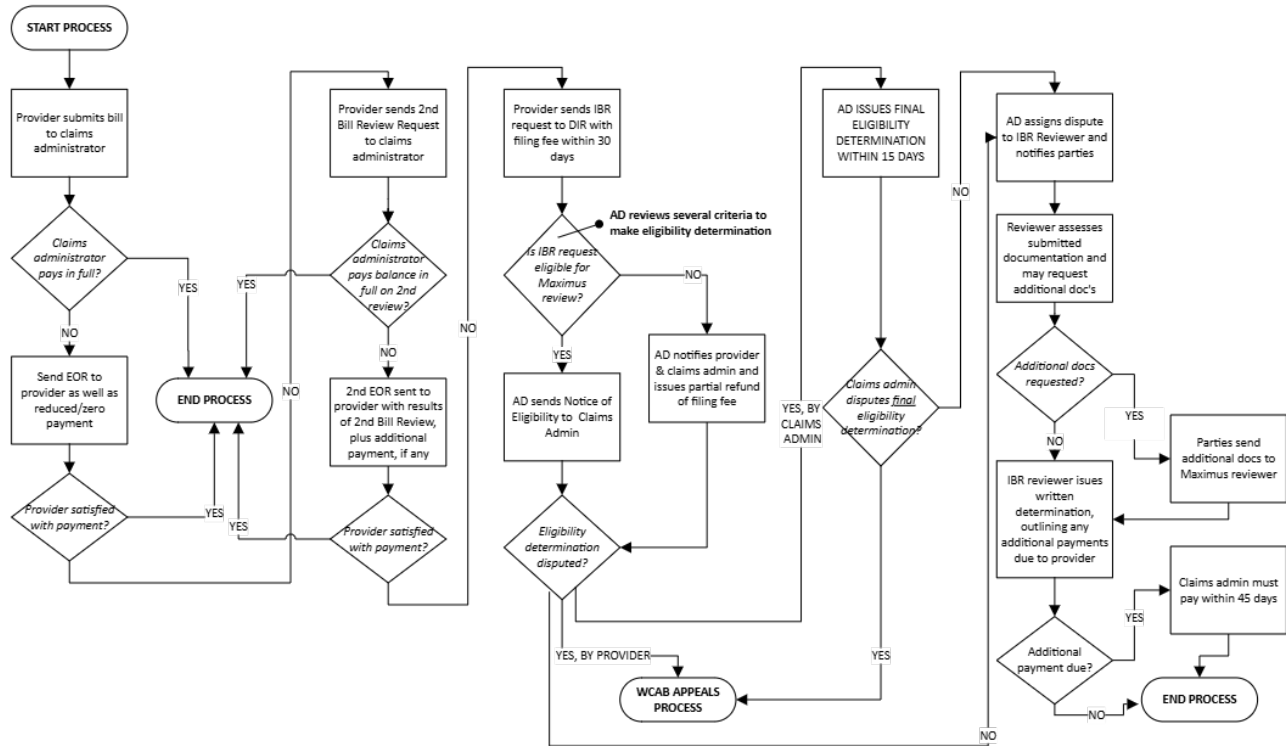 START PROCESS
Provider submits bill
to claims
administrator
Claims
administrator
pays in full?
YES
NO
Send EOR to
provider as well as
reduced/zero
payment
Provider satisfied
with payment?
YES
NO
END PROCESS
Provider sends 2nd
Bill Review Request
to claims
administrator
Claims
administrator
pays balance in
full on 2nd
review?
YES
NO
2nd EOR sent to
provider with results
of 2nd Bill Review,
plus additional
payment, if any
Provider satisfied
with payment?
YES
NO
Provider sends IBR
request to DIR with
filing fee within 30
days
AD reviews several criteria to
make eligibility determination
Is IBR request
eligible for
Maximus
review?
NO
YES
AD notifies provider
& claims admin and
issues partial refund
of filing fee
AD sends Notice of
Eligibility to Claims
Admin
Eligibility
determination
disputed?
YES, BY PROVIDER
YES, BY
CLAIMS
ADMIN
NO
WCAB APPEALS
PROCESS
AD ISSUES FINAL
ELIGIBILITY
DETERMINATION
WITHIN 15 DAYS
Claims admin
disputes final
eligibility
determination?
YES
NO
AD assigns dispute
to IBR Reviewer and
notifies parties
Reviewer assesses
submitted
documentation and
may request
additional doc's
Additional docs
requested?
YES
NO
Parties send
additional docs to
Maximus reviewer
IBR reviewer isues
written
determination,
outlining any
additional payments
due to provider
Additional
payment due?
YES
NO
Claims admin must
pay within 45 days
END PROCESS